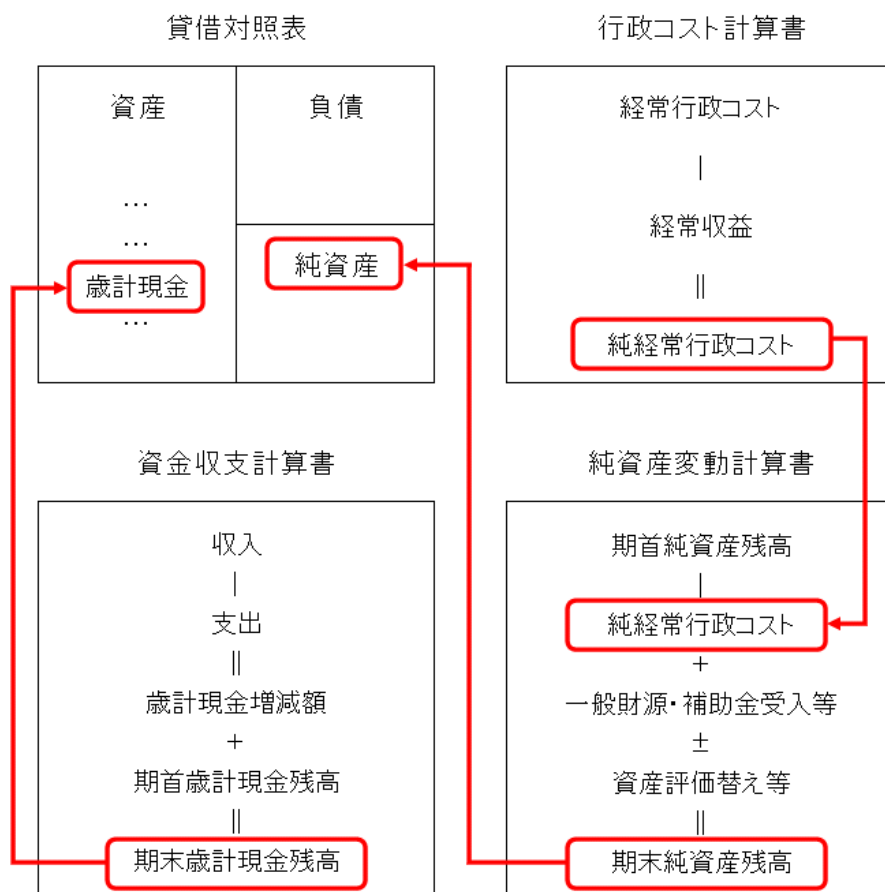 貸借対照表
資産
負債
…
…
歳計現金
…
純資産
行政コスト計算書
経常行政コスト
|
経常収益
||
純経常行政コスト
資金収支計算書
収入
|
支出
||
歳計現金増減額
+
期首歳計現金残高
||
期末歳計現金残高
純資産変動計算書
期首純資産残高
|
純経常行政コスト
+
一般財源・補助金受入等
±
資産評価替え等
||
期末純資産残高